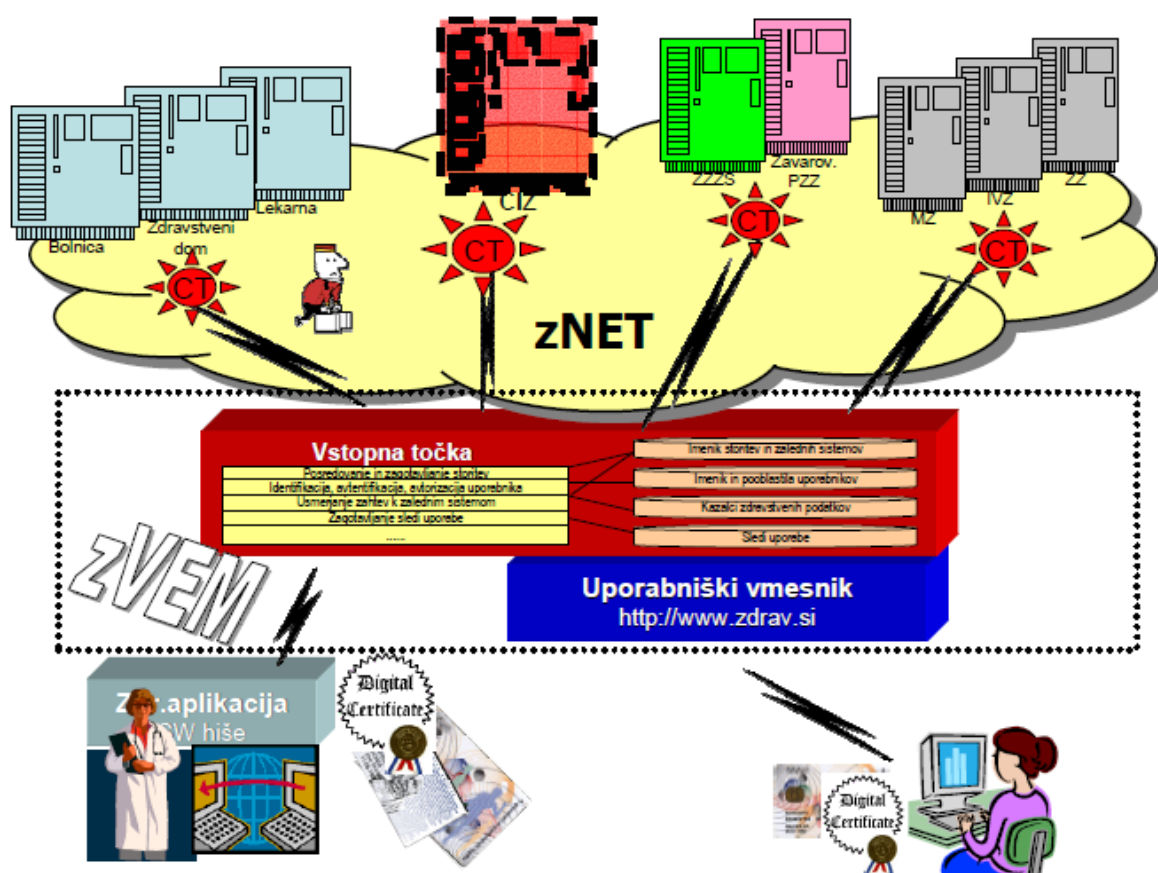 Bolnica
Zdravstveni
dom
Lekarna
CIZ
ZZZS
Zavarov.
PZZ
MZ
IVZ
ZZ
CT
CT
CT
CT
zNET
Vstopna točka
Posredovanje in zagotavljanje storitev
Identifikacija, avtentifikacija, avtorizacija uporabnika
Usmerjanje zahtev k zalednim sistemom
Zagotavljanje sledi uporabe
......
Imenik storitev in zalednih sistemov
Imenik in pooblastila uporabnikov
Kazalci zdravstvenih podatkov
Sledi uporabe
zVEM
Uporabniški vmesnik
http://www.zdrav.si
Zdr.aplikacija
SW hiše
Digital
Certificate
Digital
Certificate